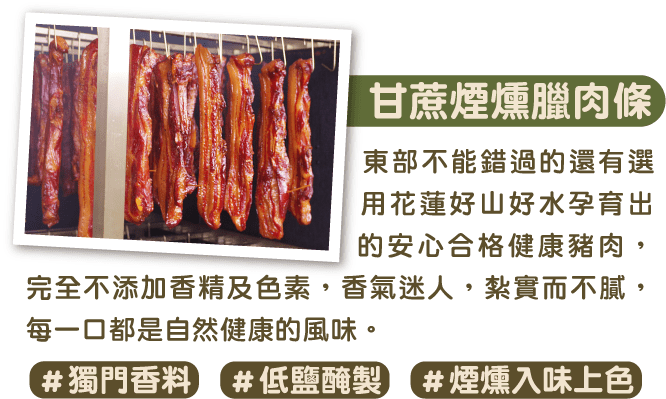 甘蔗煙燻臘肉條
東部不能錯過的還有選
用花蓮好山好水孕育出
的安心合格健康豬肉，
完全不添加香精及色素，香氣迷人，紮實而不膩，
每一口都是自然健康的風味。
#獨門香料 #低鹽醃製 #煙燻入味上色